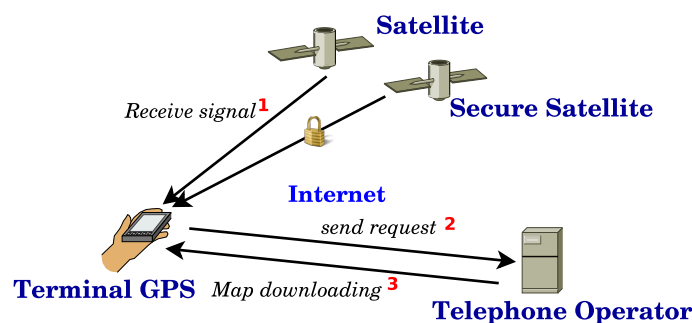 Satellite
Secure Satellite
Receive signal 1
Internet
send request 2
Terminal GPS
Map downloading 3
Telephone Operator